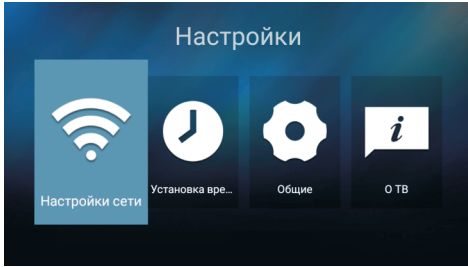 Настройки
Настройки сети
Установка вре...
Общие
О ТВ